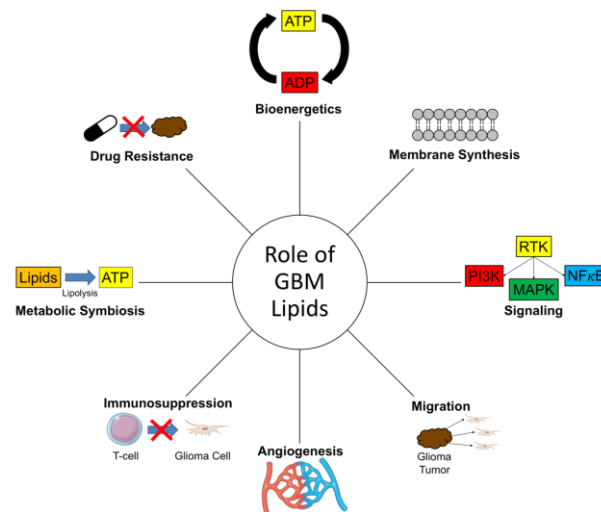 ATP
ADP
Bioenergetics
Drug Resistance
Membrane Synthesis
Role of
GBM
Lipids
Lipids
ATP
Lipolysis
Metabolic Symbiosis
RTK
PI3K
NFκB
MAPK
Signaling
Immunosuppression
T-cell
Glioma Cell
Angiogenesis
Migration
Glioma
Tumor